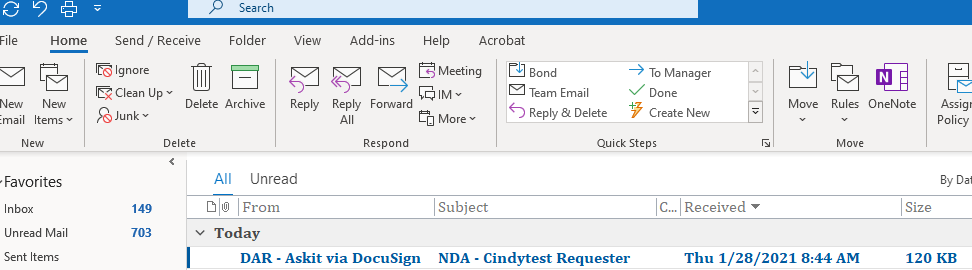 Search
File Home Send / Receive Folder View Add-ins Help Acrobat
New Email
New Items
Ignore
Clean Up
Junk
Delete
Archive
Reply
Reply All
Forward
Meeting
IM
More
Bond
Team Email
Reply & Delete
To Manager
Done
Create New
Move
Rules
OneNote
Assig
Policy
New Delete Respond Quick Steps Move
Favorites
Inbox 149
Unread Mail 703
Sent Items
All Unread By Dat
From Subject C... Received Size
Today
DAR - Askit via DocuSign NDA - Cindytest Requester Thu 1/28/2021 8:44 AM 120 KB